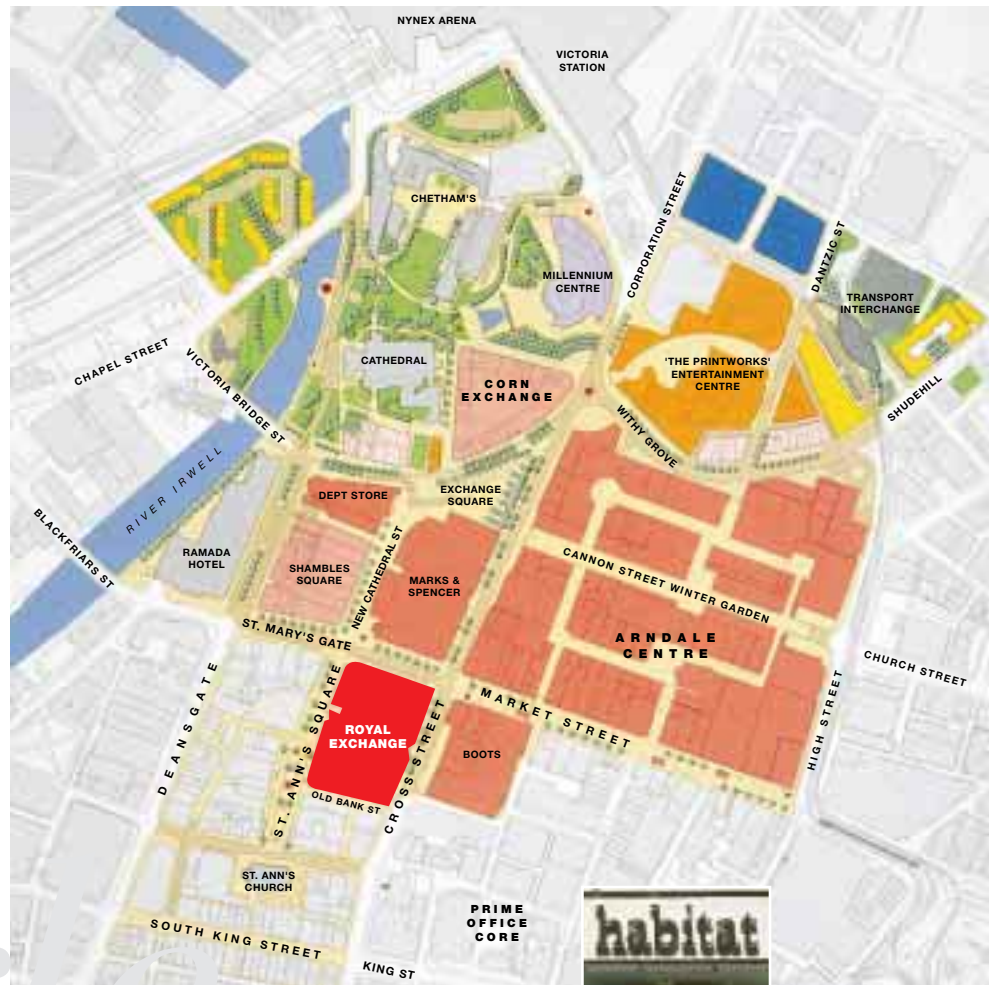 NYNEX ARENA
VICTORIA
STATION
CHETHAM'S
CORPORATION STREET
DANTZIC ST
MILLENNIUM
CENTRE
TRANSPORT
INTERCHANGE
CHAPEL STREET
VICTORIA BRIDGE ST
CATHEDRAL
CORN
EXCHANGE
'THE PRINTWORKS'
ENTERTAINMENT
CENTRE
SHUDEHILL
WITHY GROVE
RIVER IRWELL
BLACKFRIARS ST
DEPT STORE
EXCHANGE
SQUARE
RAMADA
HOTEL
SHAMBLES
SQUARE
NEW CATHEDRAL ST
MARKS &
SPENCER
CANNON STREET WINTER GARDEN
ST. MARY'S GATE
ARNDALE
CENTRE
CHURCH STREET
DEANSGATE
ST. ANN'S SQUARE
ROYAL
EXCHANGE
CROSS STREET
MARKET STREET
HIGH STREET
BOOTS
OLD BANK ST
ST. ANN'S
CHURCH
PRIME
OFFICE
CORE
habitat
SOUTH KING STREET
KING ST